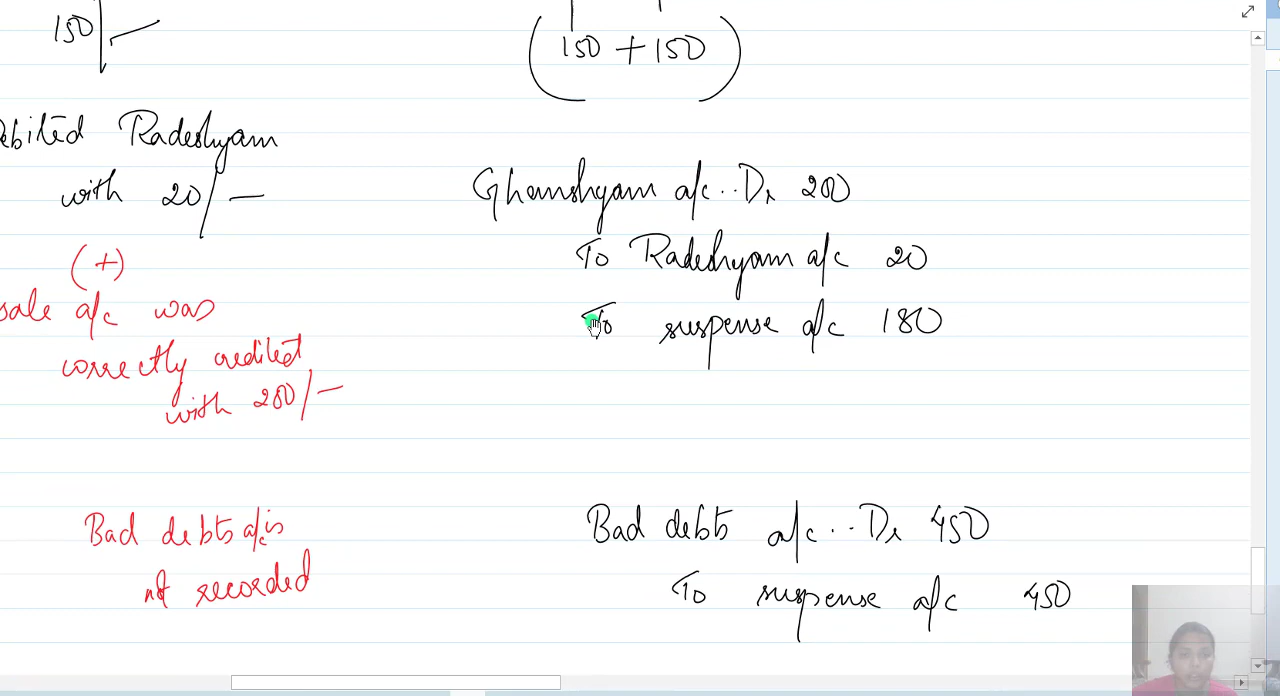 150/-
(150 + 150)
Debited Radeshyam
with 20/-
(+)
sale a/c was
correctly credited
with 200/-
Ghanshyam a/c .. Dr 200
To Radeshyam a/c 20
To suspense a/c 180
Bad debts a/c is
not recorded
Bad debts a/c ... Dr 450
To suspense a/c 450